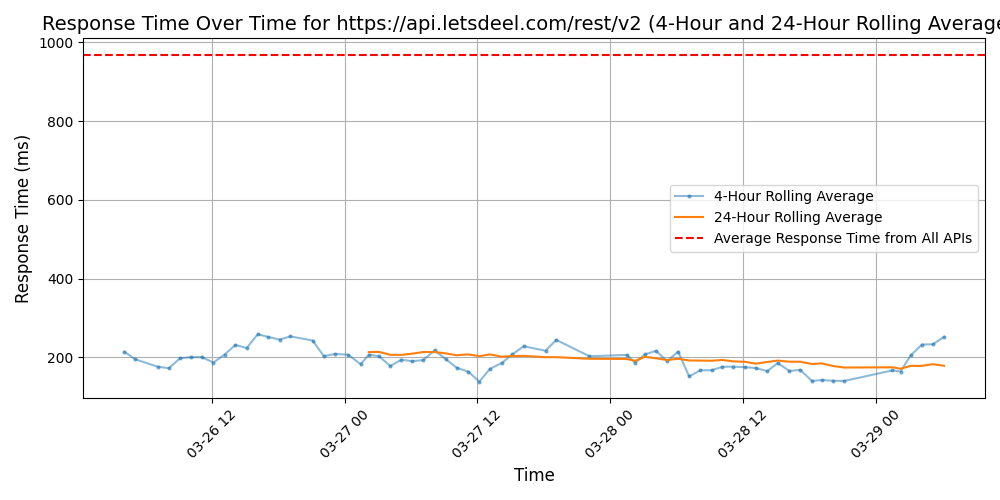 Response Time Over Time for https://api.letsdeel.com/rest/v2 (4-Hour and 24-Hour Rolling Average
Response Time (ms)
1000
800
600
400
200
4-Hour Rolling Average
24-Hour Rolling Average
Average Response Time from All APIs
03-26 12
03-27 00
03-27 12
03-28 00
03-28 12
03-29 00
Time